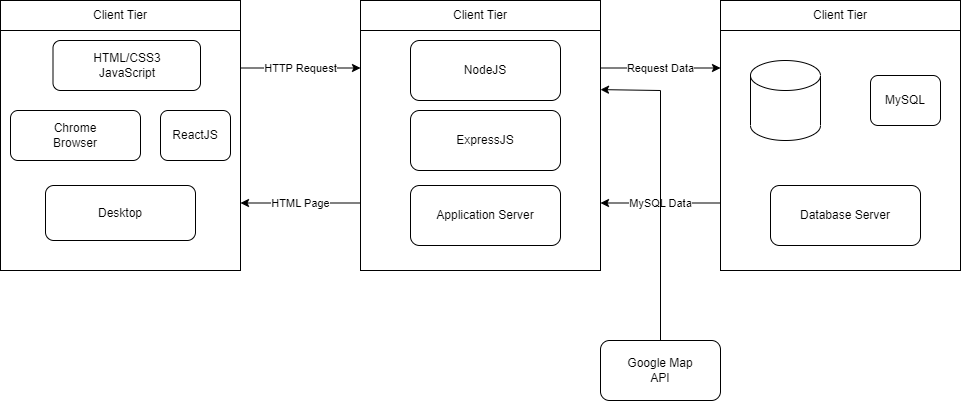 Client Tier
HTML/CSS3
JavaScript
Chrome
Browser
ReactJS
Desktop
HTTP Request
HTML Page
Client Tier
NodeJS
ExpressJS
Application Server
Request Data
MySQL Data
Client Tier
MySQL
Database Server
Google Map
API